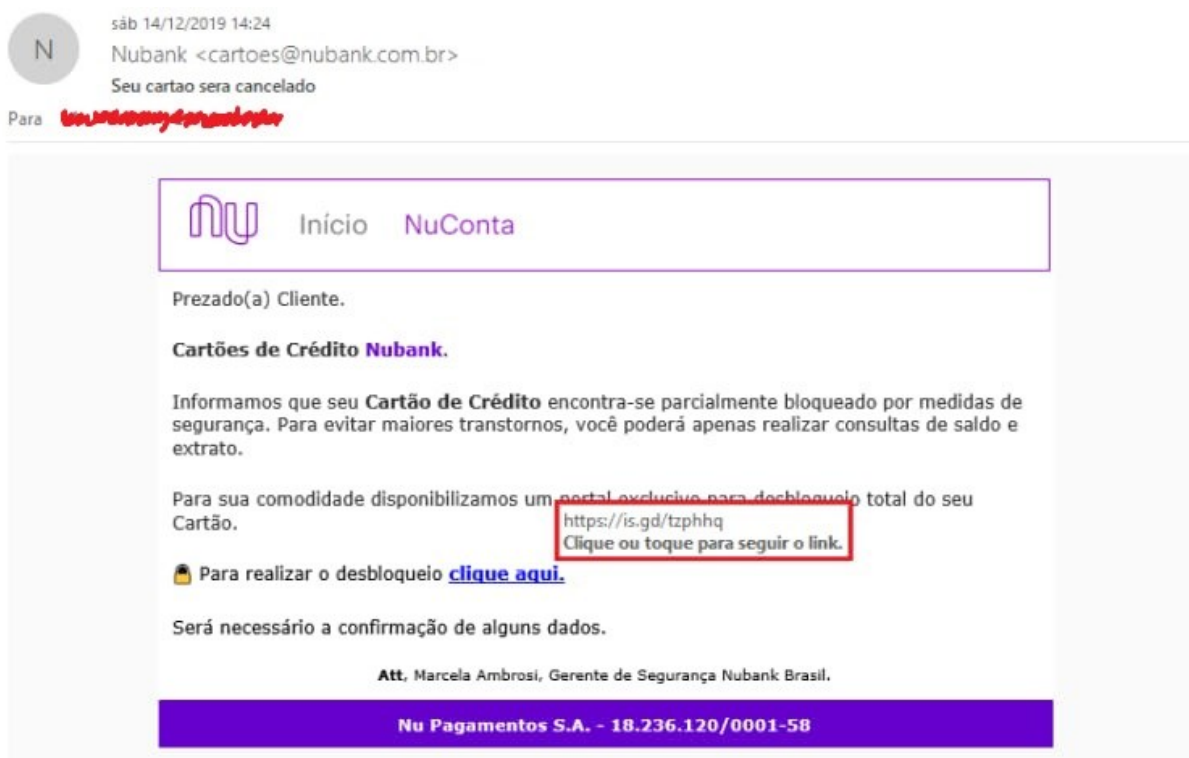 N
sáb 14/12/2019 14:24
Nubank <cartoes@nubank.com.br>
Seu cartao sera cancelado
Para
nu Início NuConta
Prezado(a) Cliente.
Cartões de Crédito Nubank.
Informamos que seu Cartão de Crédito encontra-se parcialmente bloqueado por medidas de
segurança. Para evitar maiores transtornos, você poderá apenas realizar consultas de saldo e
extrato.
Para sua comodidade disponibilizamos um portal exclusivo para desbloqueio total do seu
Cartão.
https://is.gd/tzphhq
Clique ou toque para seguir o link.
Para realizar o desbloqueio clique aqui.
Será necessário a confirmação de alguns dados.
Att, Marcela Ambrosi, Gerente de Segurança Nubank Brasil.
Nu Pagamentos S.A. - 18.236.120/0001-58